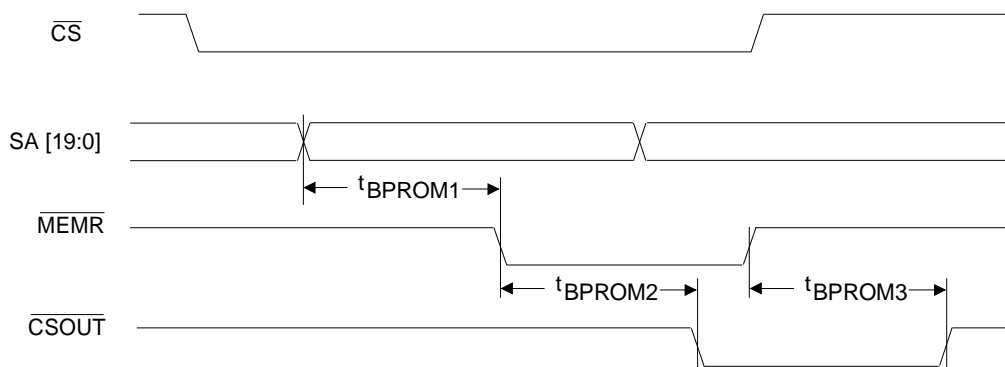 CS
SA [19:0]
tBPROM1
MEMR
tBPROM2
tBPROM3
CSOUT